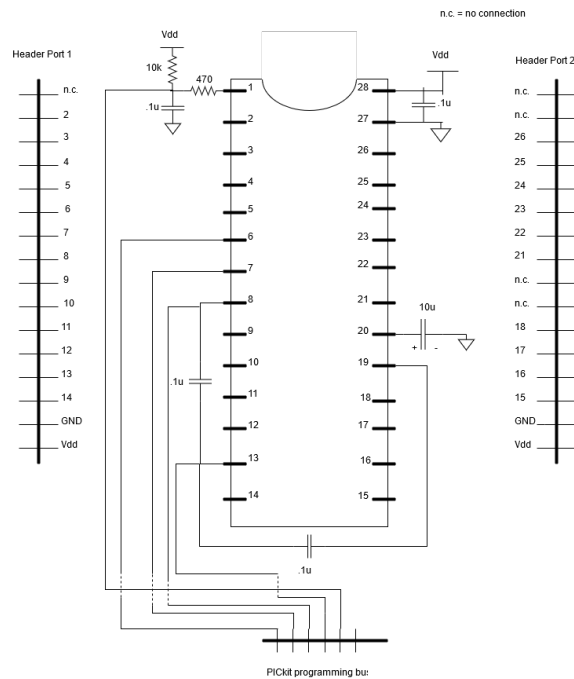 n.c. = no connection
Header Port 1
n.c.
2
3
4
5
6
7
8
9
10
11
12
13
14
GND
Vdd
Vdd
10k
470
.1u
1
2
3
4
5
6
7
8
9
10
11
12
13
14
.1u
.1u
28
27
26
25
24
23
22
21
20
19
18
17
16
15
Vdd
.1u
10u
+ -
Header Port 2
n.c.
n.c.
26
25
24
23
22
21
n.c.
n.c.
18
17
16
15
GND
Vdd
PICkit programming bus